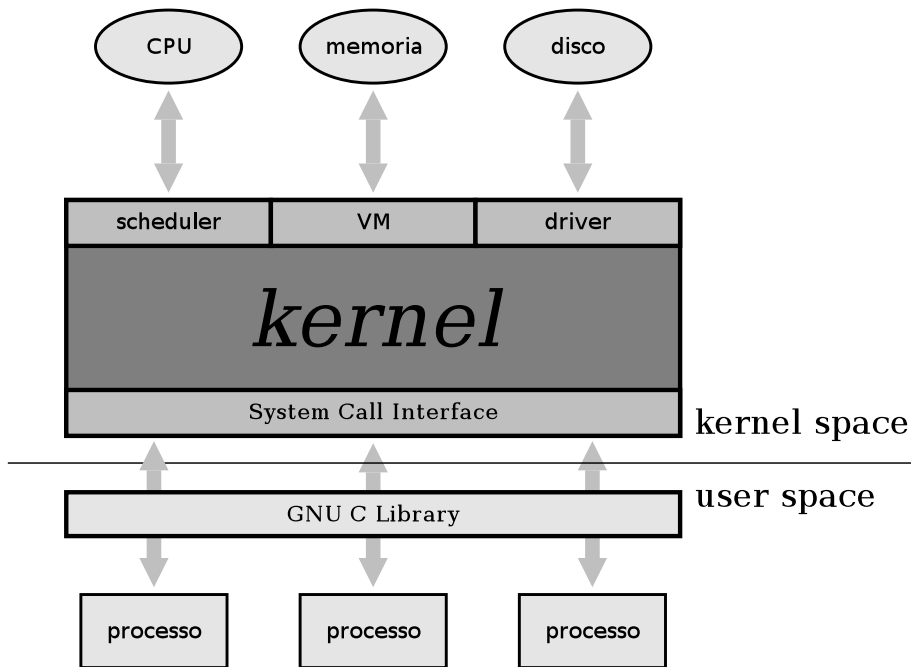 CPU
memoria
disco
scheduler
VM
driver
kernel
System Call Interface
kernel space
user space
GNU C Library
processo
processo
processo